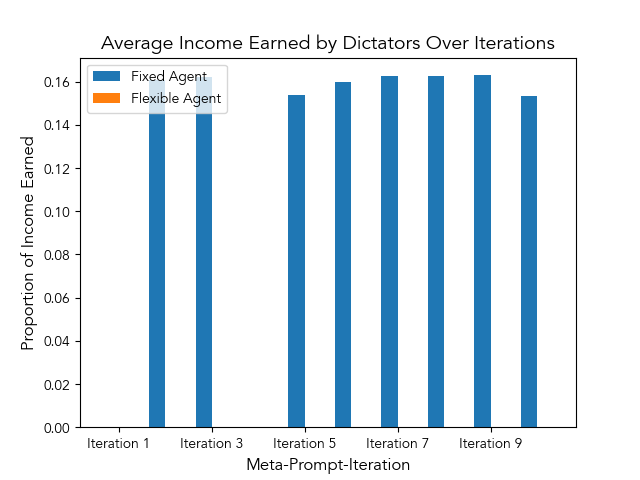 Average Income Earned by Dictators Over Iterations
Fixed Agent
Flexible Agent
Proportion of Income Earned
0.16
0.14
0.12
0.10
0.08
0.06
0.04
0.02
0.00
Iteration 1
Iteration 3
Iteration 5
Iteration 7
Iteration 9
Meta-Prompt-Iteration